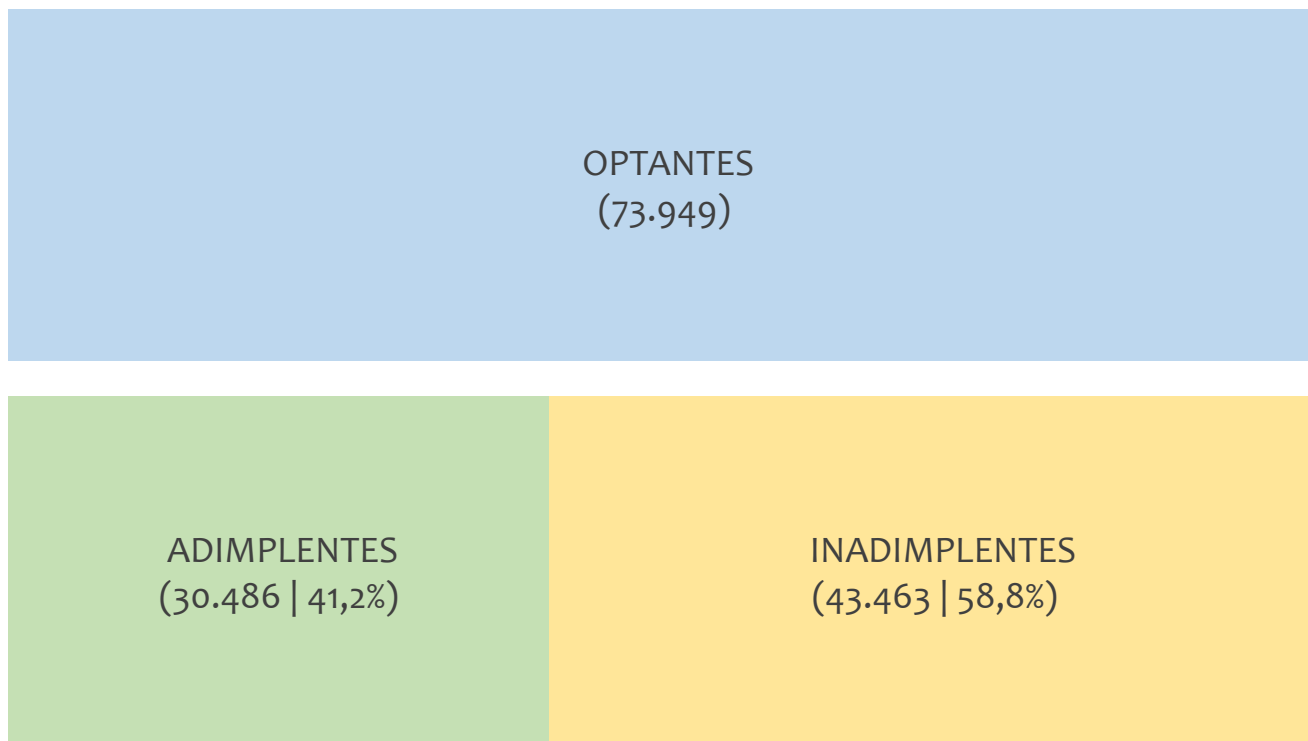 OPTANTES
(73.949)
ADIMPLENTES
(30.486 | 41,2%)
INADIMPLENTES
(43.463 | 58,8%)